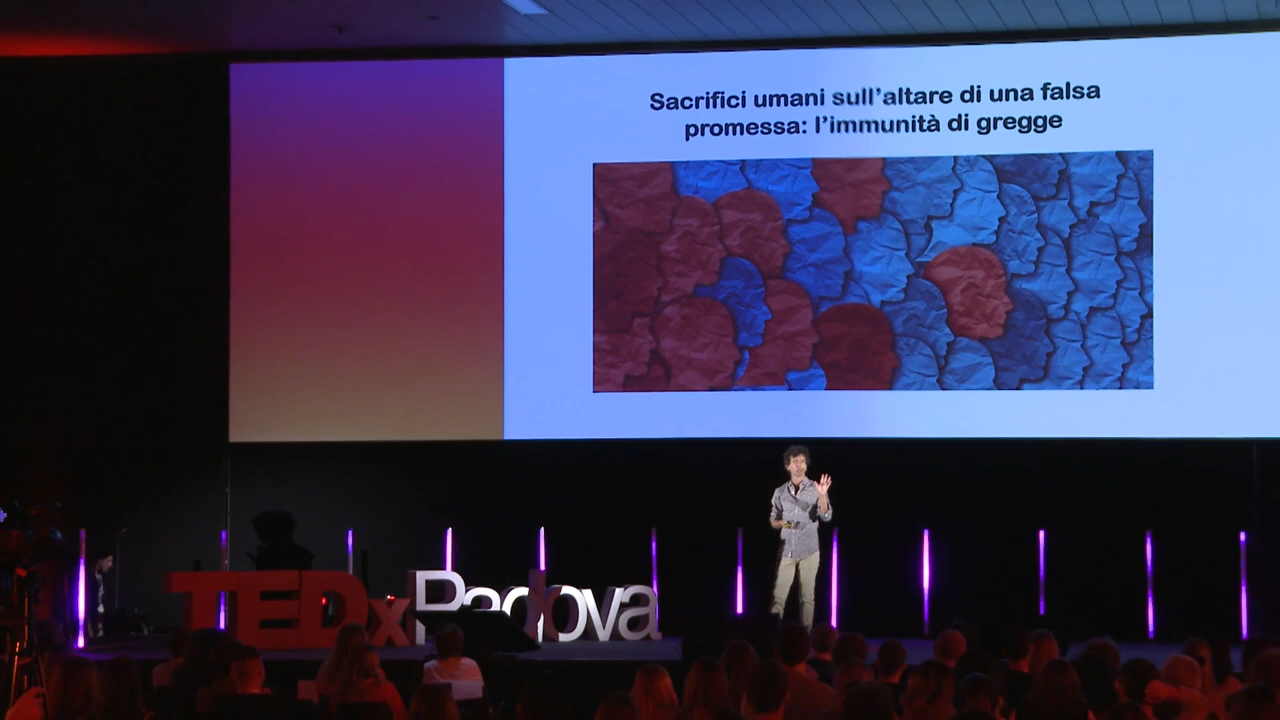 Sacrifici umani sull’altare di una falsa
promessa: l’immunità di gregge
TEDxPadova